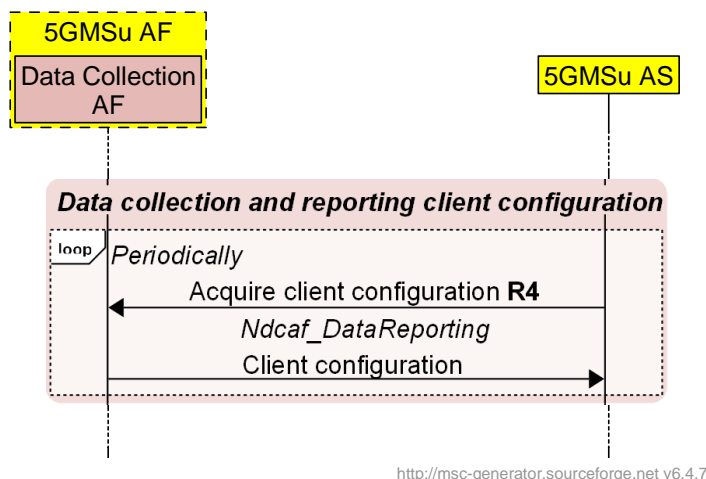 5GMSu AF
Data Collection
AF
5GMSu AS
Data collection and reporting client configuration
loop
Periodically
Acquire client configuration R4
Ndcaf_DataReporting
Client configuration
http://msc-generator.sourceforge.net v6.4.7